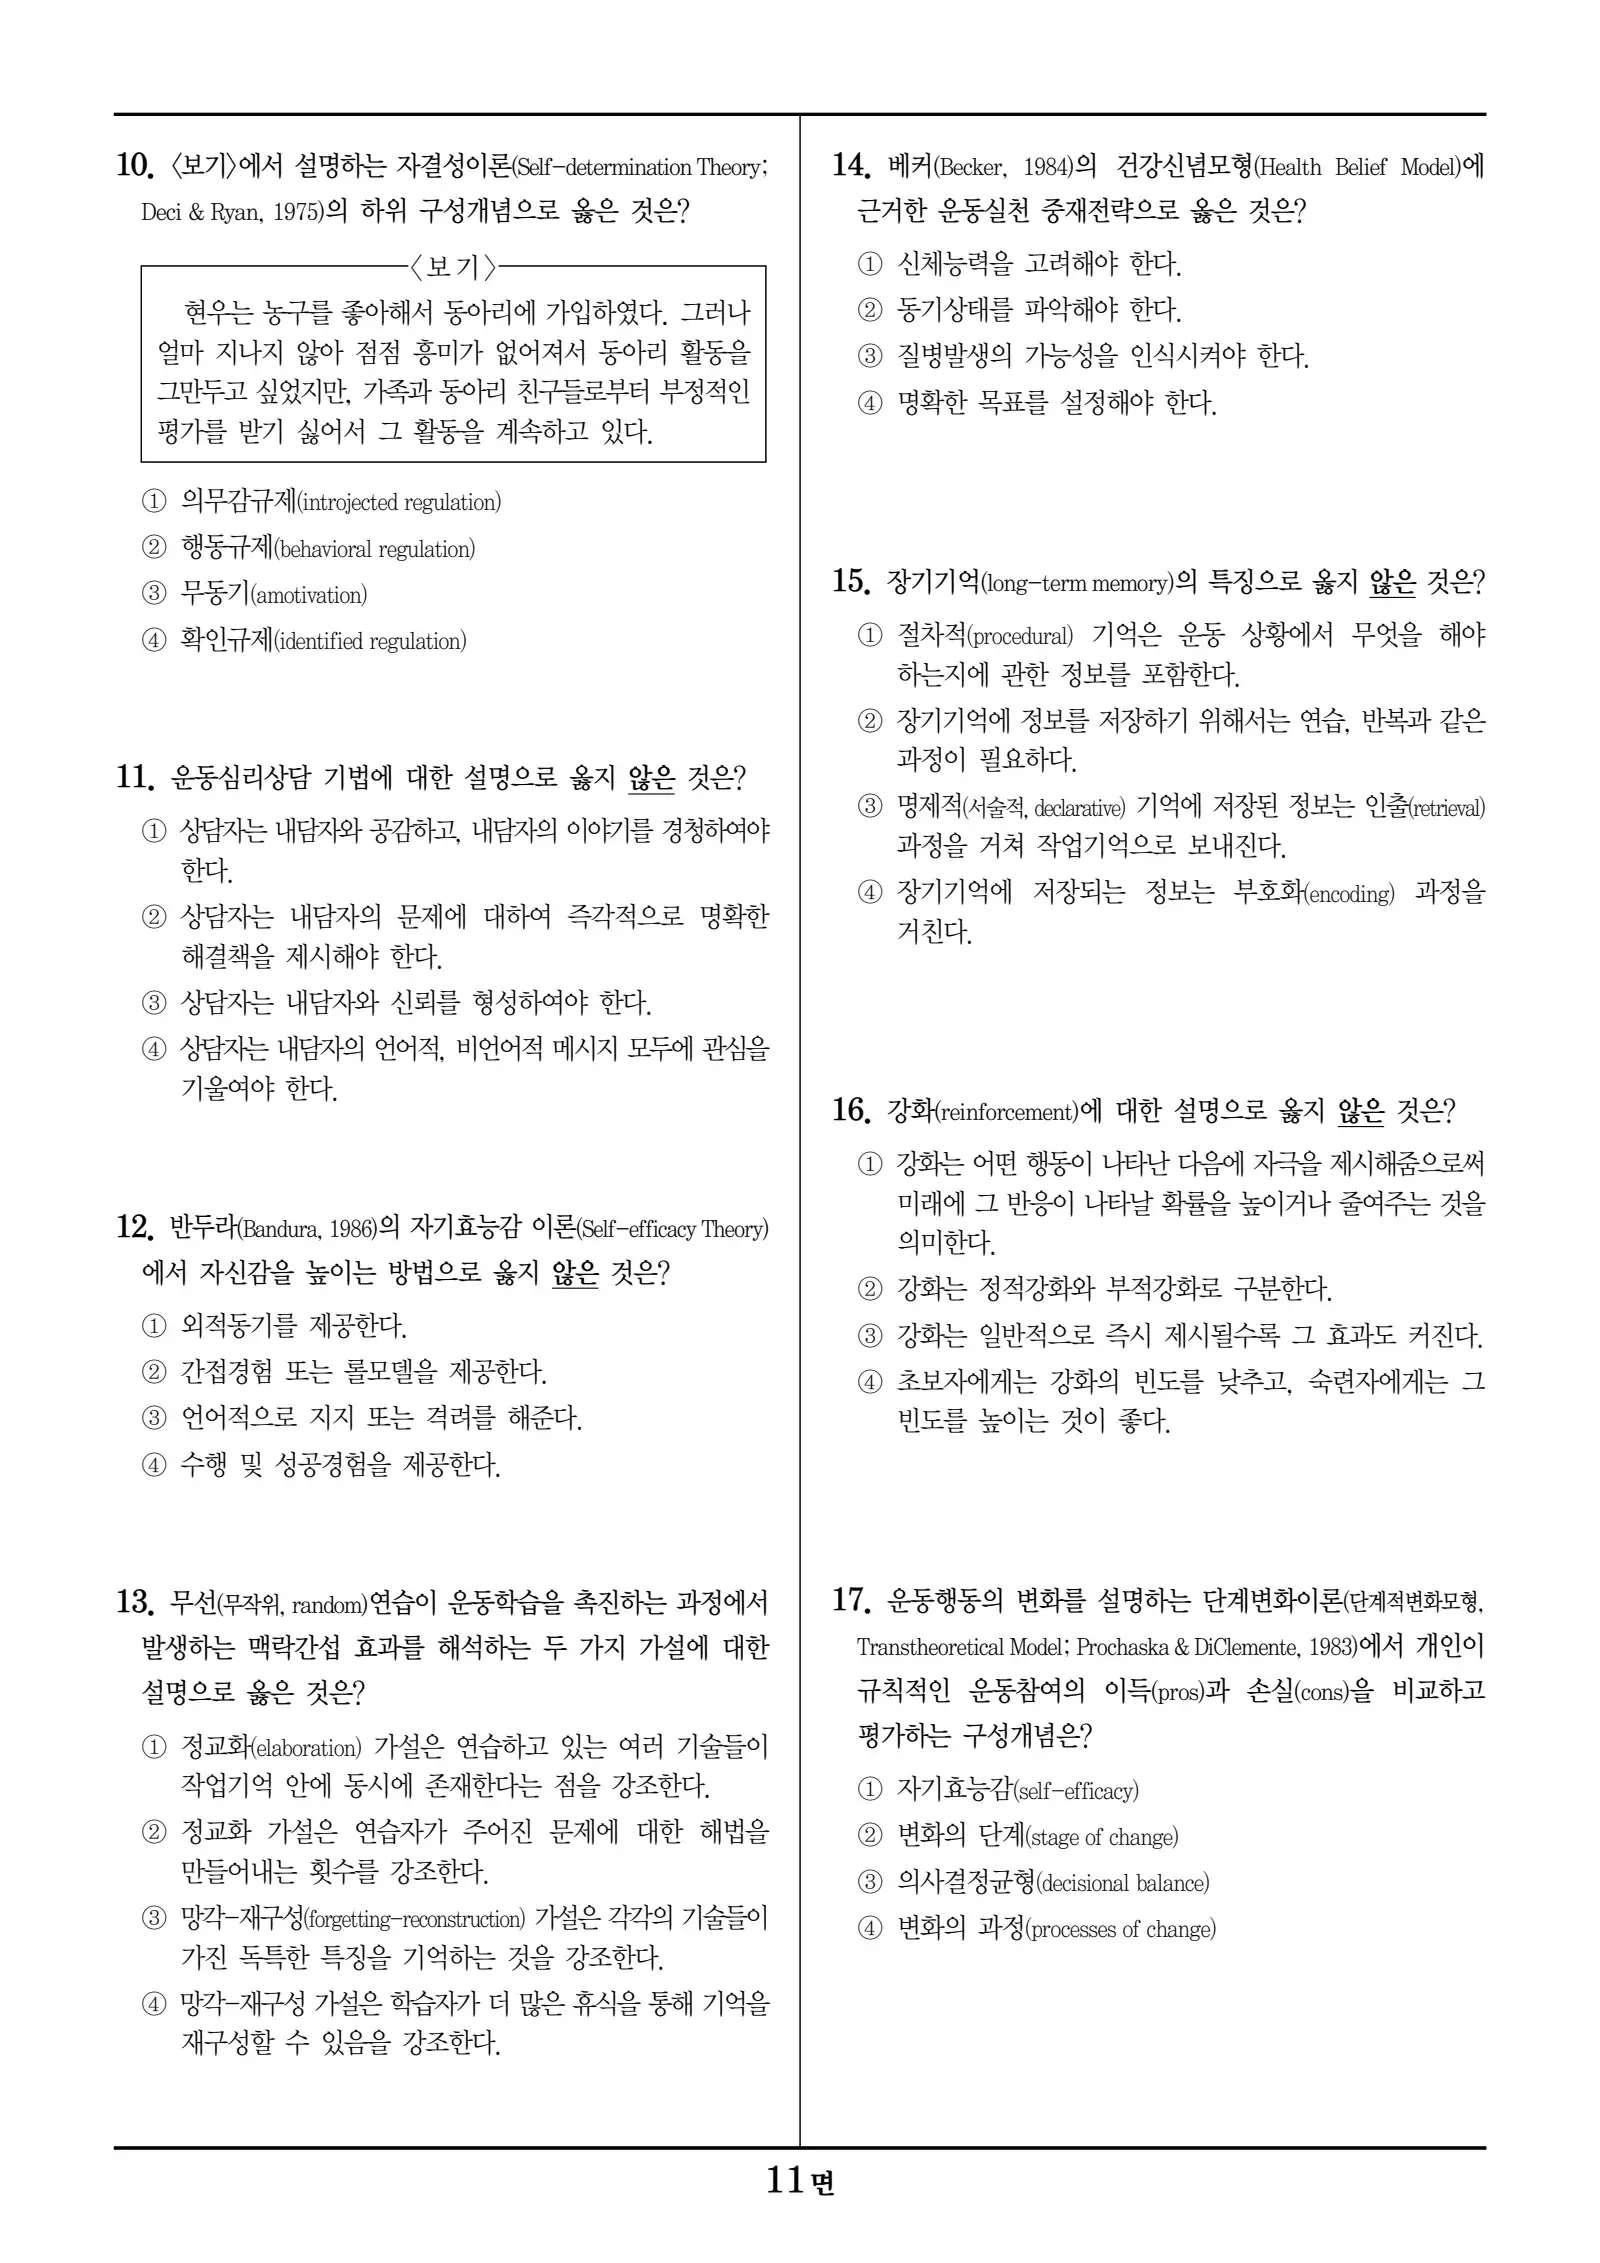 10. 〈보기〉에서 설명하는 자결성이론(Self-determination Theory;
Deci & Ryan, 1975)의 하위 구성개념으로 옳은 것은?
〈보 기〉
현우는 농구를 좋아해서 동아리에 가입하였다. 그러나
얼마 지나지 않아 점점 흥미가 없어져서 동아리 활동을
그만두고 싶었지만, 가족과 동아리 친구들로부터 부정적인
평가를 받기 싫어서 그 활동을 계속하고 있다.
① 의무감규제(introjected regulation)
② 행동규제(behavioral regulation)
③ 무동기(amotivation)
④ 확인규제(identified regulation)
11. 운동심리상담 기법에 대한 설명으로 옳지 않은 것은?
① 상담자는 내담자와 공감하고, 내담자의 이야기를 경청하여야
한다.
② 상담자는 내담자의 문제에 대하여 즉각적으로 명확한
해결책을 제시해야 한다.
③ 상담자는 내담자와 신뢰를 형성하여야 한다.
④ 상담자는 내담자의 언어적, 비언어적 메시지 모두에 관심을
기울여야 한다.
12. 반두라(Bandura, 1986)의 자기효능감 이론(Self-efficacy Theory)
에서 자신감을 높이는 방법으로 옳지 않은 것은?
① 외적동기를 제공한다.
② 간접경험 또는 롤모델을 제공한다.
③ 언어적으로 지지 또는 격려를 해준다.
④ 수행 및 성공경험을 제공한다.
13. 무선(무작위, random)연습이 운동학습을 촉진하는 과정에서
발생하는 맥락간섭 효과를 해석하는 두 가지 가설에 대한
설명으로 옳은 것은?
① 정교화(elaboration) 가설은 연습하고 있는 여러 기술들이
작업기억 안에 동시에 존재한다는 점을 강조한다.
② 정교화 가설은 연습자가 주어진 문제에 대한 해법을
만들어내는 횟수를 강조한다.
③ 망각-재구성(forgetting-reconstruction) 가설은 각각의 기술들이
가진 독특한 특징을 기억하는 것을 강조한다.
④ 망각-재구성 가설은 학습자가 더 많은 휴식을 통해 기억을
재구성할 수 있음을 강조한다.
14. 베커(Becker, 1984)의 건강신념모형(Health Belief Model)에
근거한 운동실천 중재전략으로 옳은 것은?
① 신체능력을 고려해야 한다.
② 동기상태를 파악해야 한다.
③ 질병발생의 가능성을 인식시켜야 한다.
④ 명확한 목표를 설정해야 한다.
15. 장기기억(long-term memory)의 특징으로 옳지 않은 것은?
① 절차적(procedural) 기억은 운동 상황에서 무엇을 해야
하는지에 관한 정보를 포함한다.
② 장기기억에 정보를 저장하기 위해서는 연습, 반복과 같은
과정이 필요하다.
③ 명제적(서술적, declarative) 기억에 저장된 정보는 인출(retrieval)
과정을 거쳐 작업기억으로 보내진다.
④ 장기기억에 저장되는 정보는 부호화(encoding) 과정을
거친다.
16. 강화(reinforcement)에 대한 설명으로 옳지 않은 것은?
① 강화는 어떤 행동이 나타난 다음에 자극을 제시해줌으로써
미래에 그 반응이 나타날 확률을 높이거나 줄여주는 것을
의미한다.
② 강화는 정적강화와 부적강화로 구분한다.
③ 강화는 일반적으로 즉시 제시될수록 그 효과도 커진다.
④ 초보자에게는 강화의 빈도를 낮추고, 숙련자에게는 그
빈도를 높이는 것이 좋다.
17. 운동행동의 변화를 설명하는 단계변화이론(단계적변화모형,
Transtheoretical Model; Prochaska & DiClemente, 1983)에서 개인이
규칙적인 운동참여의 이득(pros)과 손실(cons)을 비교하고
평가하는 구성개념은?
① 자기효능감(self-efficacy)
② 변화의 단계(stage of change)
③ 의사결정균형(decisional balance)
④ 변화의 과정(processes of change)
11면